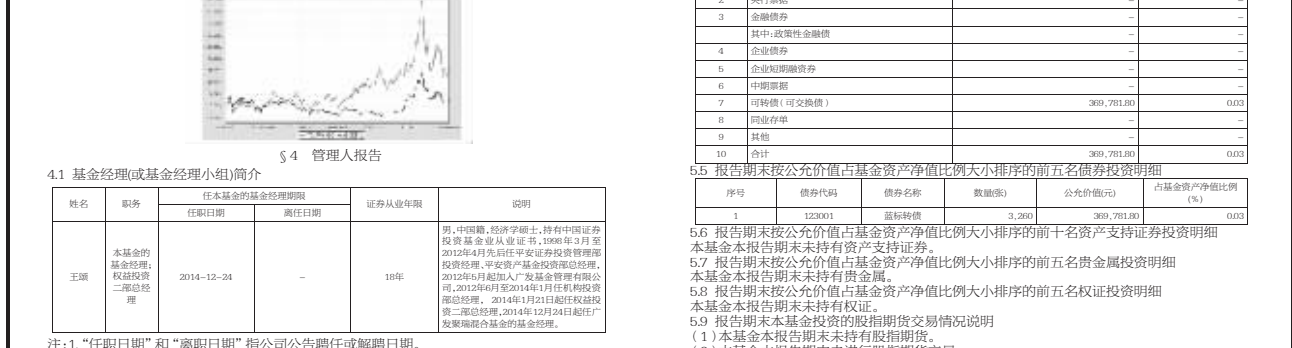 §4 管理人报告
4.1 基金经理(或基金经理小组)简介
姓名 职务 任本基金的基金经理期限 证券从业年限 说明
任职日期 离任日期
王颂 本基金的基金经理;权益投资二部总经理 2014-12-24 - 18年
男,中国籍,经济学硕士,持有中国证券
投资基金业从业证书,1998年3月至
2012年4月先后任平安证券投资管理部
投资经理、平安资产基金投资部总经理,
2012年5月起加入广发基金管理有限公
司,2012年6月至2014年1月任机构投资
部总经理, 2014年1月21日起任权益投
资二部总经理,2014年12月24日起任广
发聚瑞混合基金的基金经理。
注:1.“任职日期”和“离职日期”指公司公告聘任或解聘日期。
2 央行票据 - -
3 金融债券 - -
其中:政策性金融债 - -
4 企业债券 - -
5 企业短期融资券 - -
6 中期票据 - -
7 可转债(可交换债) 369,781.80 0.03
8 同业存单 - -
9 其他 - -
10 合计 369,781.80 0.03
5.5 报告期末按公允价值占基金资产净值比例大小排序的前五名债券投资明细
序号 债券代码 债券名称 数量(张) 公允价值(元) 占基金资产净值比例(%)
1 123001 蓝标转债 3,260 369,781.80 0.03
5.6 报告期末按公允价值占基金资产净值比例大小排序的前十名资产支持证券投资明细
本基金本报告期末未持有资产支持证券。
5.7 报告期末按公允价值占基金资产净值比例大小排序的前五名贵金属投资明细
本基金本报告期末未持有贵金属。
5.8 报告期末按公允价值占基金资产净值比例大小排序的前五名权证投资明细
本基金本报告期末未持有权证。
5.9 报告期末本基金投资的股指期货交易情况说明
(1)本基金本报告期末未持有股指期货。